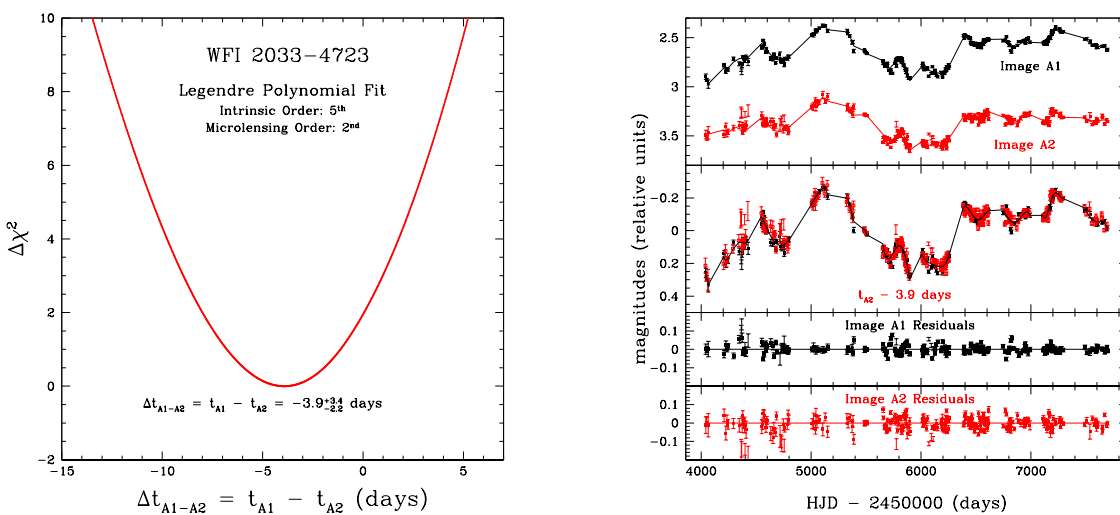 10
8
6
4
2
0
−2
Δχ²
WFI 2033−4723
Legendre Polynomial Fit
Intrinsic Order: 5ᵗʰ
Microlensing Order: 2ⁿᵈ
Δt_A1−A2 = t_A1 − t_A2 = −3.9 +3.4 −2.2 days
−15 −10 −5 0 5
Δt_A1−A2 = t_A1 − t_A2 (days)
magnitudes (relative units)
2.5
3
3.5
Image A1
Image A2
−0.2
0
0.2
0.4
t_A2 − 3.9 days
0.1
0
−0.1
Image A1 Residuals
0.1
0
−0.1
Image A2 Residuals
4000 5000 6000 7000
HJD − 2450000 (days)